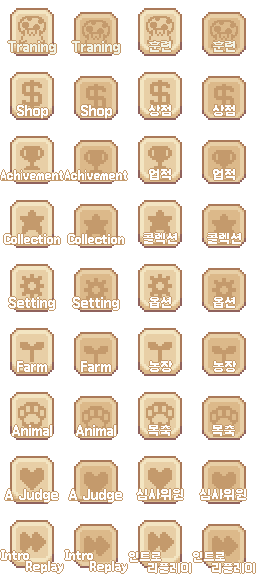 Traning Traning 훈련 훈련
Shop Shop 상점 상점
Achivement Achivement 업적 업적
Collection Collection 콜렉션 콜렉션
Setting Setting 옵션 옵션
Farm Farm 농장 농장
Animal Animal 목축 목축
A Judge A Judge 심사위원 심사위원
Intro Intro 인트로 인트로
Replay Replay 리플레이 리플레이